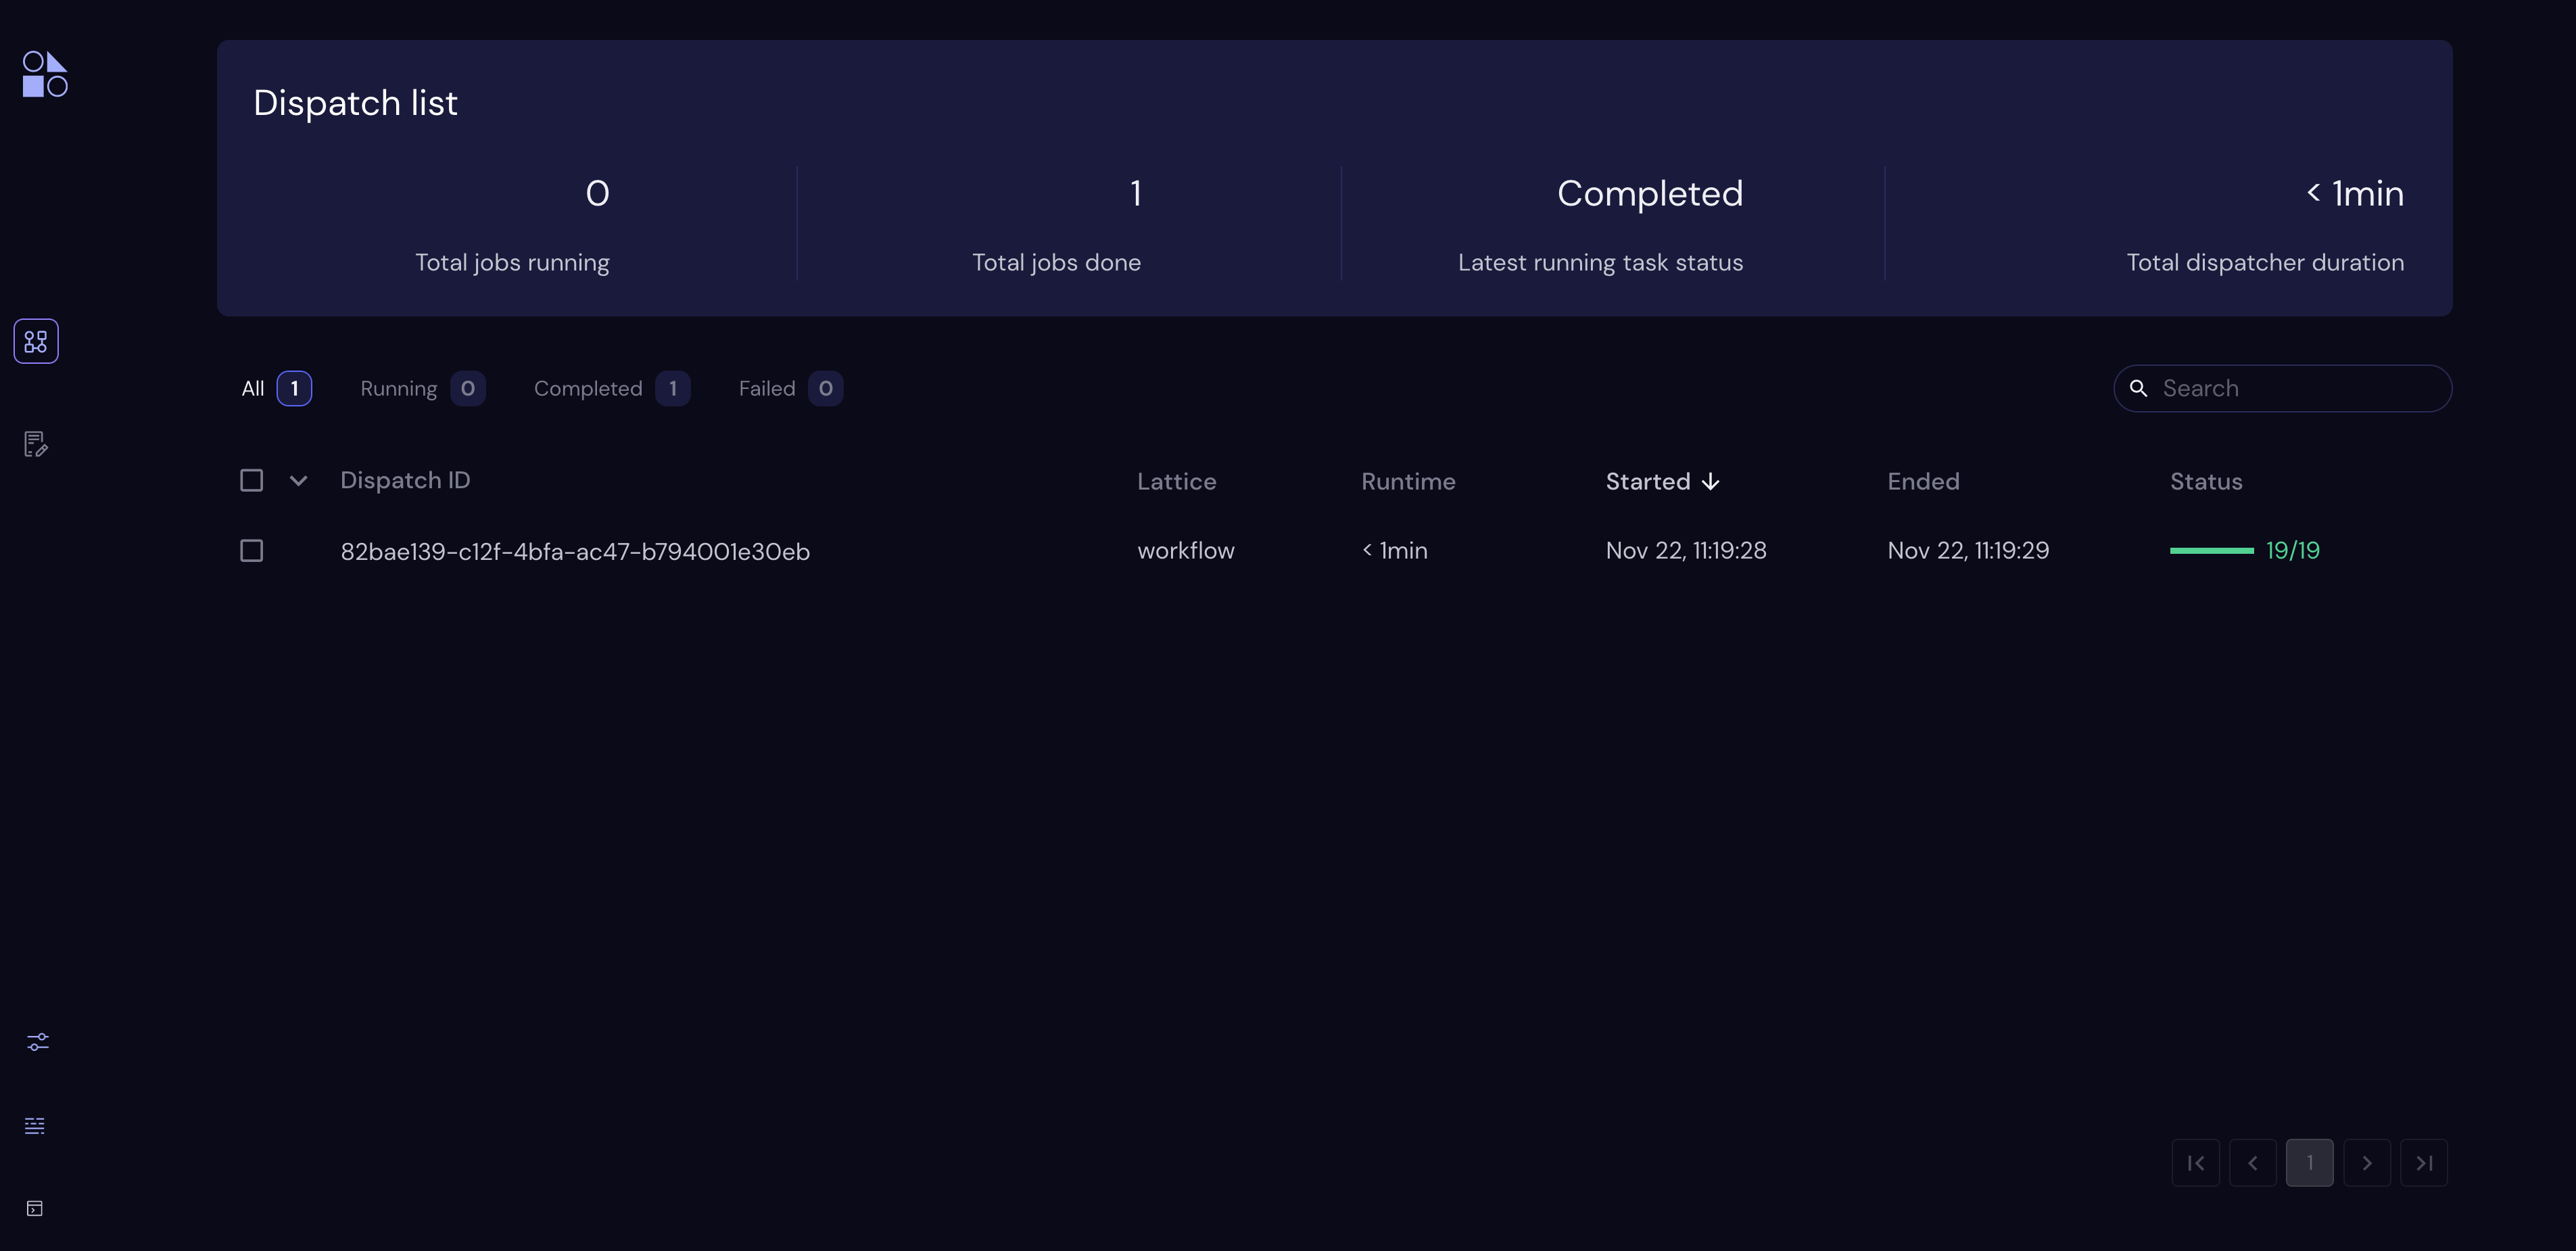 Dispatch list
0 1 Completed < 1min
Total jobs running Total jobs done Latest running task status Total dispatcher duration
All 1 Running 0 Completed 1 Failed 0 Search
Dispatch ID Lattice Runtime Started Ended Status
82bae139-c12f-4bfa-ac47-b794001e30eb workflow < 1min Nov 22, 11:19:28 Nov 22, 11:19:29 19/19
1